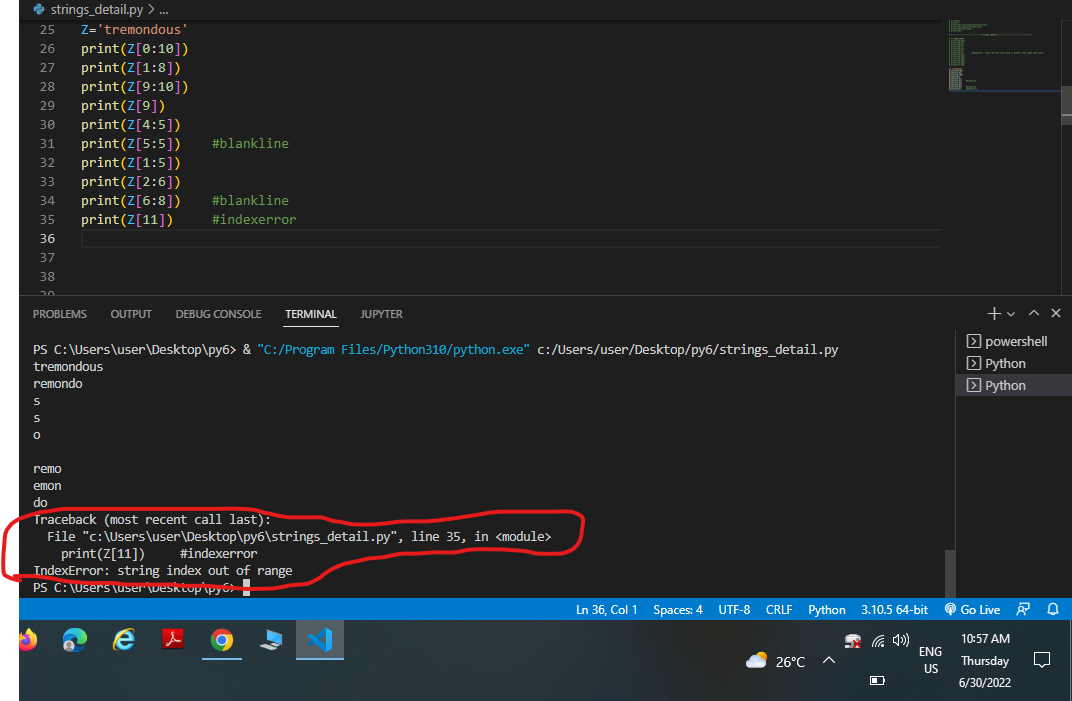 strings_detail.py > ...
25 Z='tremondous'
26 print(Z[0:10])
27 print(Z[1:8])
28 print(Z[9:10])
29 print(Z[9])
30 print(Z[4:5])
31 print(Z[5:5]) #blankline
32 print(Z[1:5])
33 print(Z[2:6])
34 print(Z[6:8]) #blankline
35 print(Z[11]) #indexerror
36
37
38
39
PROBLEMS OUTPUT DEBUG CONSOLE TERMINAL JUPYTER
PS C:\Users\user\Desktop\py6> & "C:/Program Files/Python310/python.exe" c:/Users/user/Desktop/py6/strings_detail.py
tremondous
remondo
s
s
o
remo
emon
do
Traceback (most recent call last):
File "c:\Users\user\Desktop\py6\strings_detail.py", line 35, in <module>
print(Z[11]) #indexerror
IndexError: string index out of range
PS C:\Users\user\Desktop\py6>
powershell
Python
Python
Ln 36, Col 1 Spaces: 4 UTF-8 CRLF Python 3.10.5 64-bit Go Live
26°C
ENG
US
10:57 AM
Thursday
6/30/2022